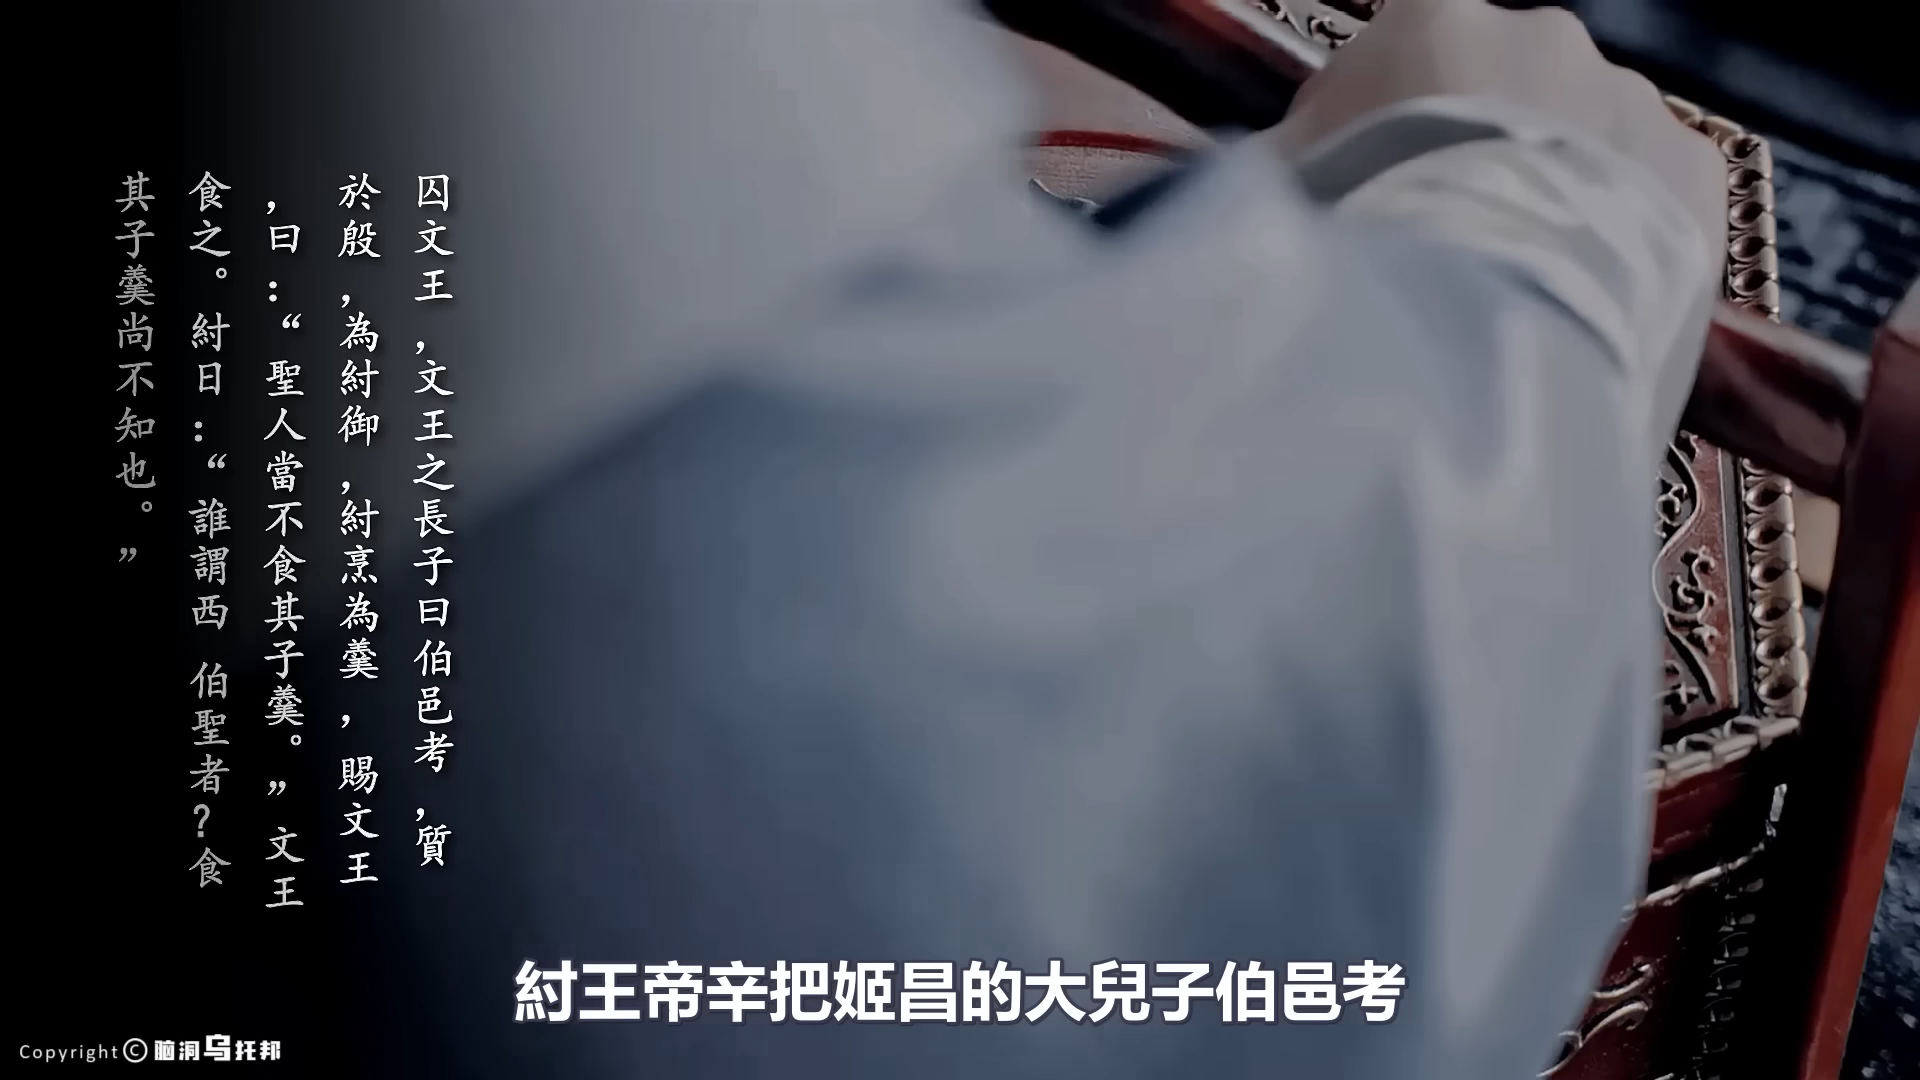 囚文王,文王之長子曰伯邑考,質
於殷,為紂御,紂烹為羹,賜文王
,曰:“聖人當不食其子羹。”文王
食之。紂日:“誰謂西 伯聖者?食
其子羹尚不知也。”
紂王帝辛把姬昌的大兒子伯邑考
Copyright © 脑洞乌托邦